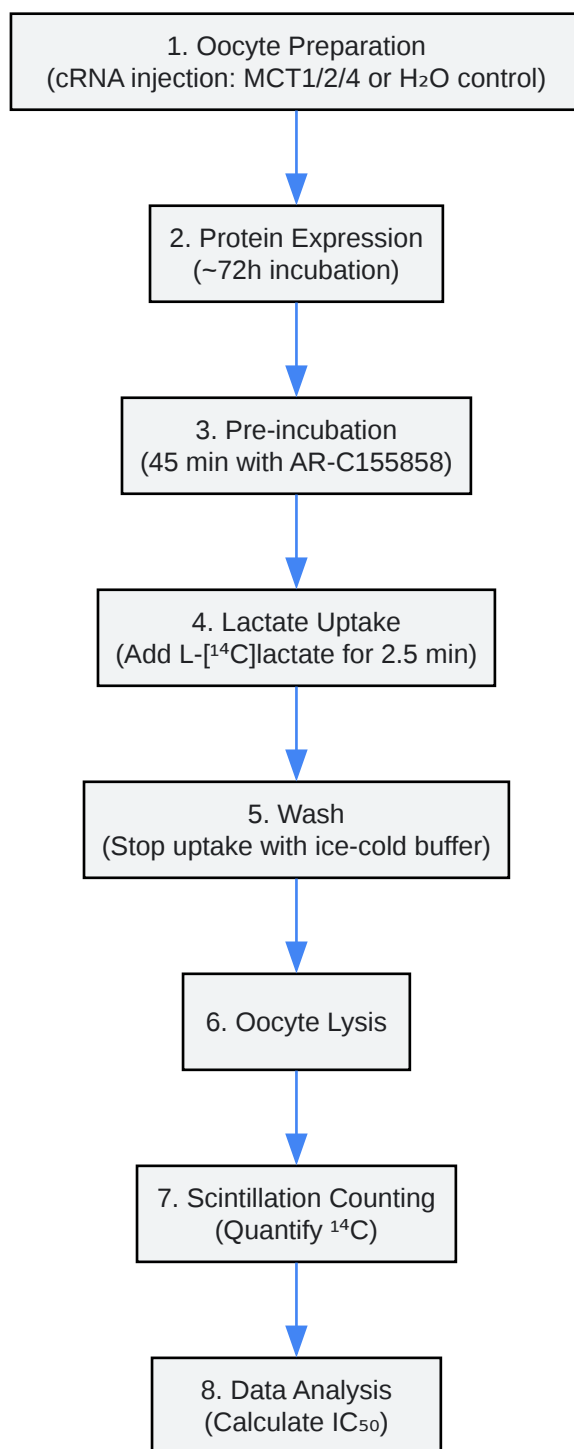 1. Oocyte Preparation
(cRNA injection: MCT1/2/4 or H₂O control)
2. Protein Expression
(~72h incubation)
3. Pre-incubation
(45 min with AR-C155858)
4. Lactate Uptake
(Add L-[¹⁴C]lactate for 2.5 min)
5. Wash
(Stop uptake with ice-cold buffer)
6. Oocyte Lysis
7. Scintillation Counting
(Quantify ¹⁴C)
8. Data Analysis
(Calculate IC₅₀)